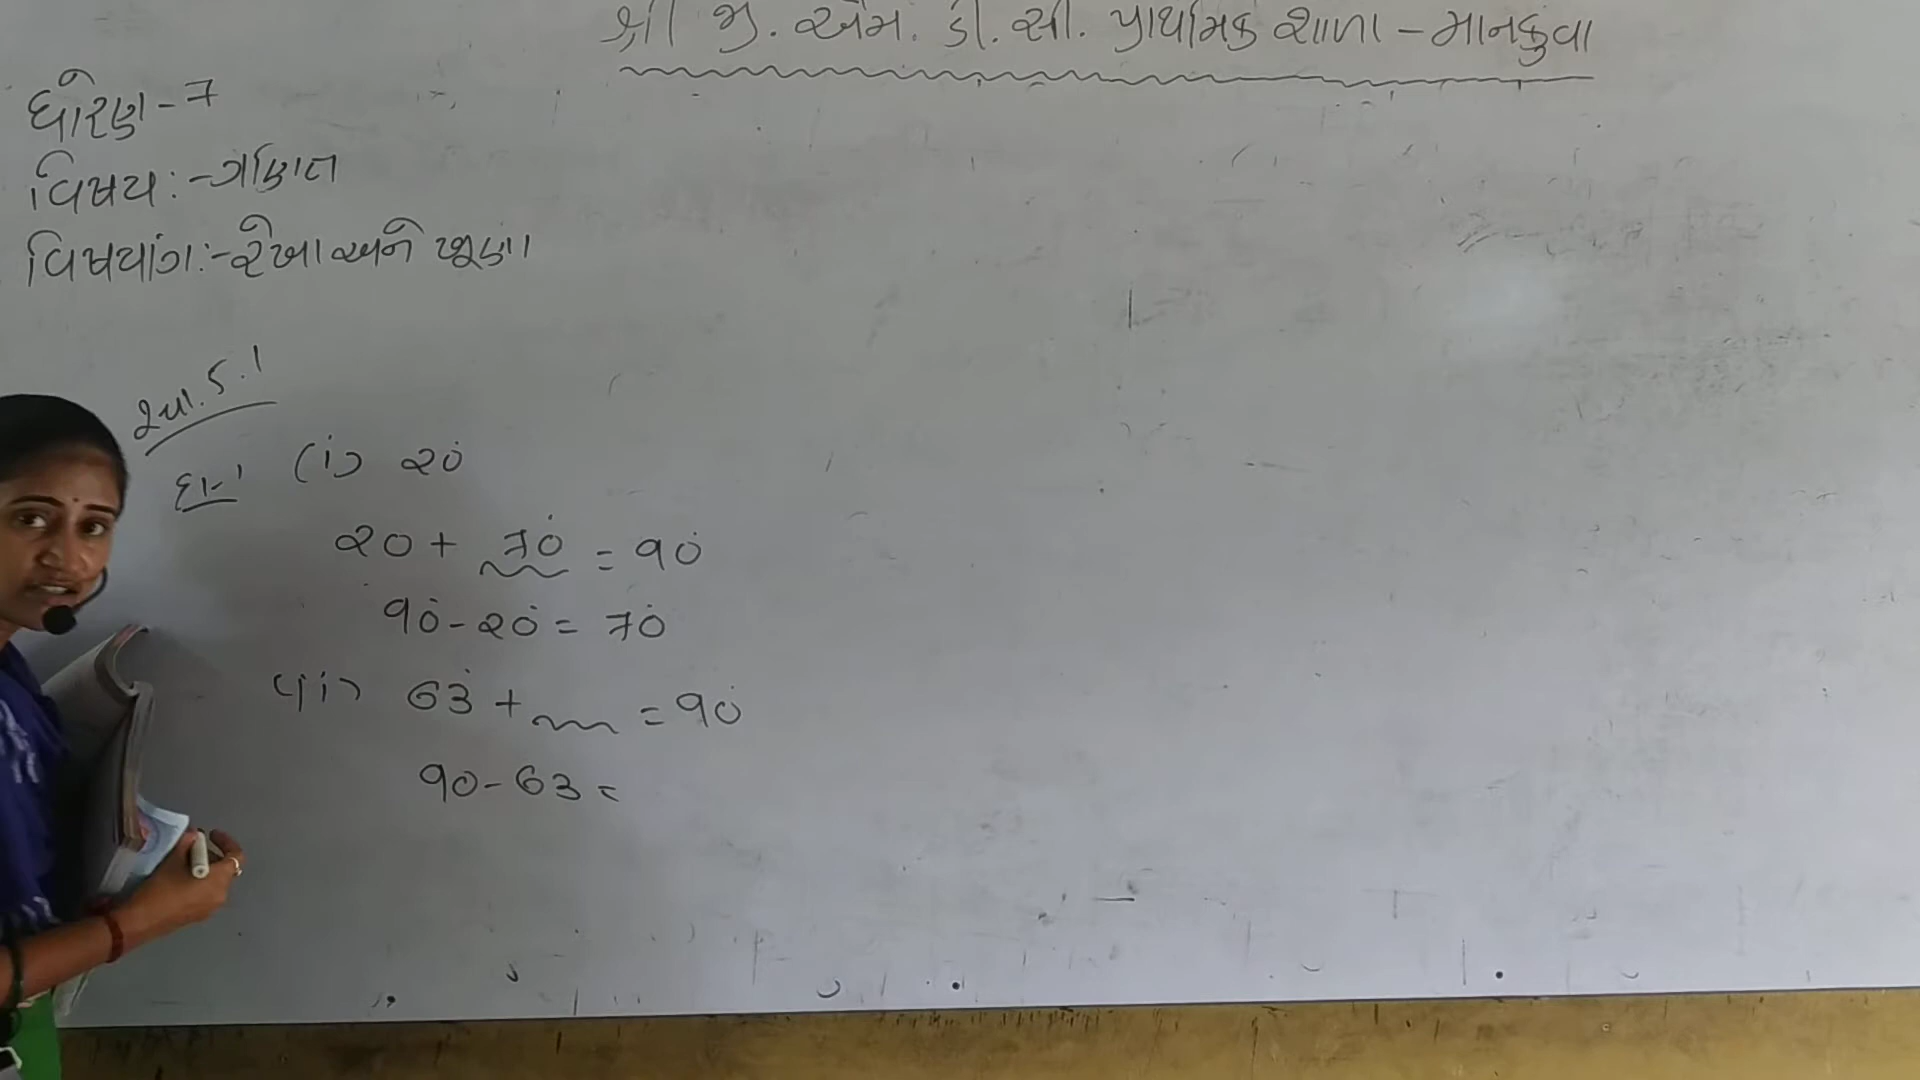 શ્રી જી. એમ. ડી. સી. પ્રાથમિક શાળા - માનકુવા
ધોરણ - 7
વિષય :- ગણિત
વિષયાંગ :- રેખા અને ખૂણા
સ્વા. 5.1
દા-1 (i) 20°
20 + 70° = 90°
90° - 20° = 70°
(ii) 63° + = 90°
90 - 63 =